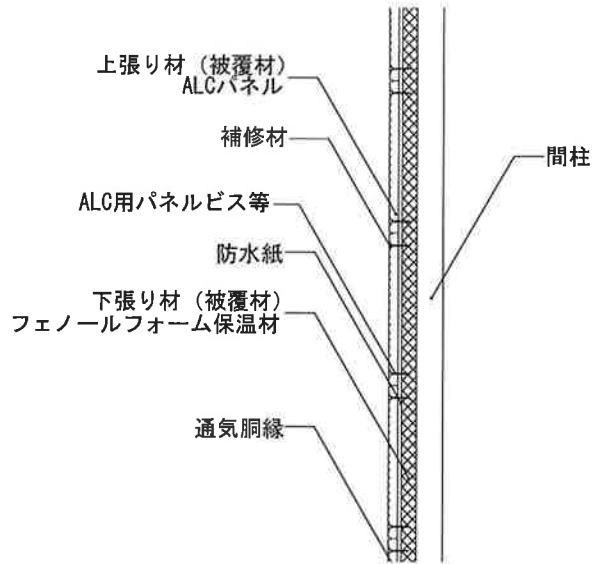 上張り材（被覆材）
ALCパネル
補修材
間柱
ALC用パネルビス等
防水紙
下張り材（被覆材）
フェノールフォーム保温材
通気胴縁